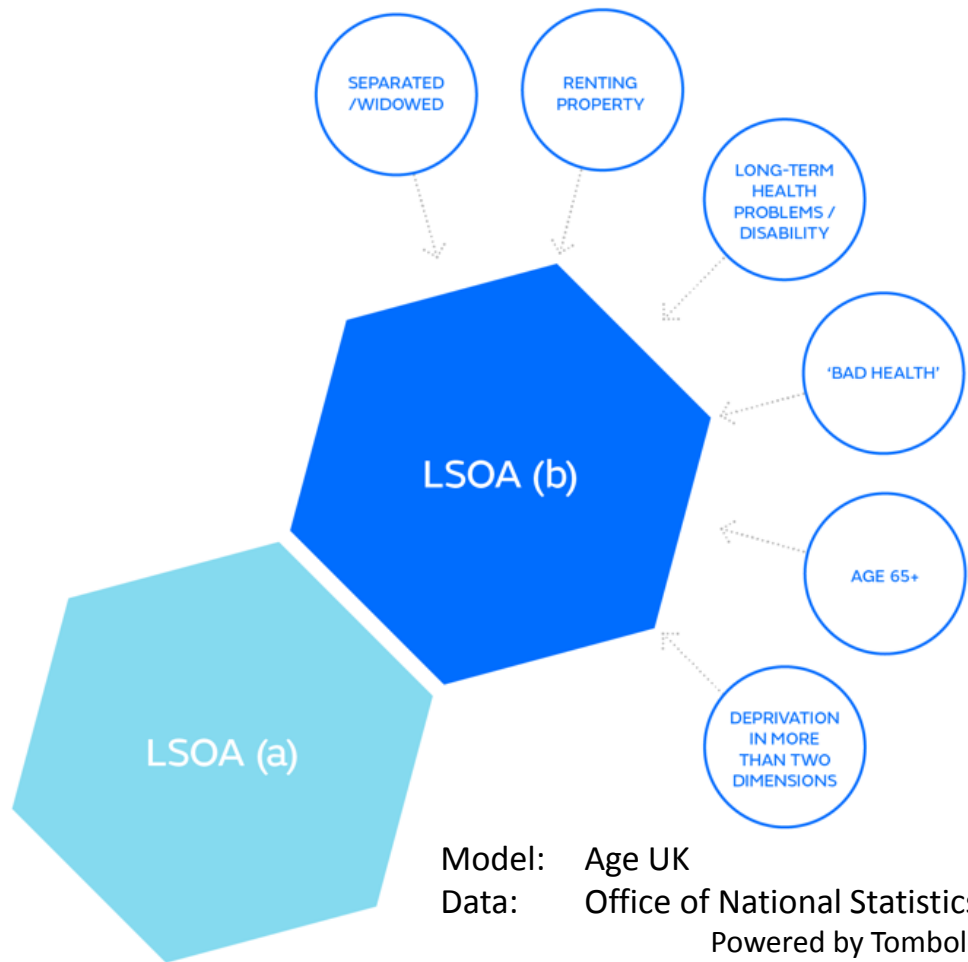 SEPARATED
/WIDOWED
RENTING
PROPERTY
LONG-TERM
HEALTH
PROBLEMS /
DISABILITY
‘BAD HEALTH’
LSOA (b)
AGE 65+
DEPRIVATION
IN MORE
THAN TWO
DIMENSIONS
LSOA (a)
Model: Age UK
Data: Office of National Statistics
Powered by Tombol